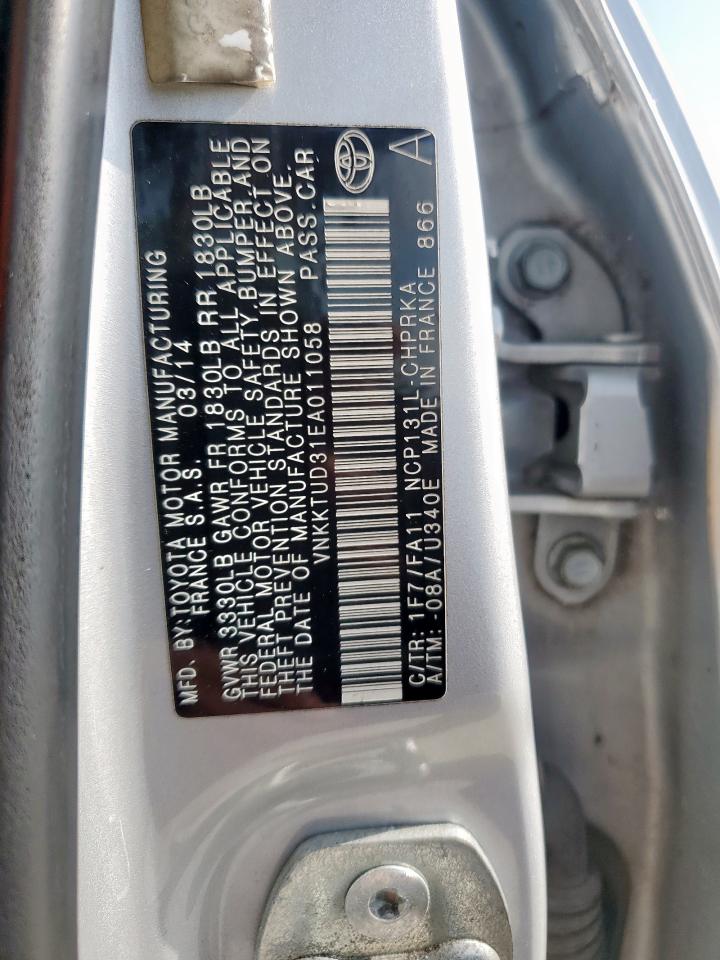 MFD. BY:TOYOTA MOTOR MANUFACTURING
FRANCE S.A.S. 03/14
GVWR 3330LB GAWR FR 1830LB RR 1830LB
THIS VEHICLE CONFORMS TO ALL APPLICABLE
FEDERAL MOTOR VEHICLE SAFETY BUMPER,AND
THEFT PREVENTION STANDARDS IN EFFECT ON
THE DATE OF MANUFACTURE SHOWN ABOVE.
VNKKTUD31EA011058 PASS.CAR
C/TR: 1F7/FA11 NCP131L-CHPRKA
A/TM: -08A/U340E MADE IN FRANCE 866 A